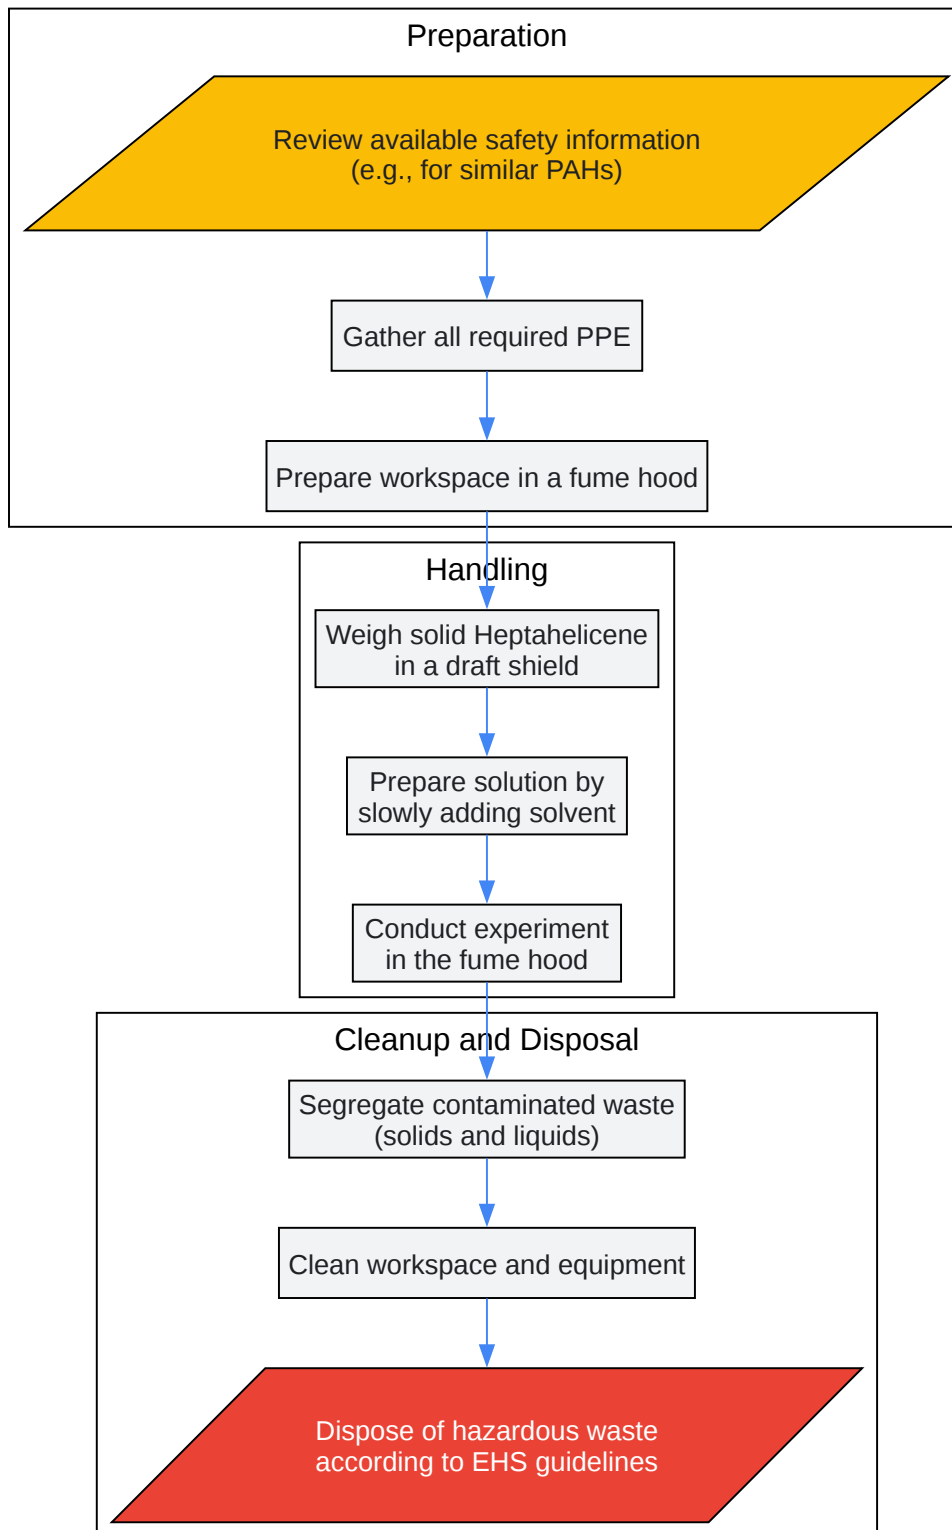 Preparation
Review available safety information
(e.g., for similar PAHs)
Gather all required PPE
Prepare workspace in a fume hood
Handling
Weigh solid Heptahelicene
in a draft shield
Prepare solution by
slowly adding solvent
Conduct experiment
in the fume hood
Cleanup and Disposal
Segregate contaminated waste
(solids and liquids)
Clean workspace and equipment
Dispose of hazardous waste
according to EHS guidelines